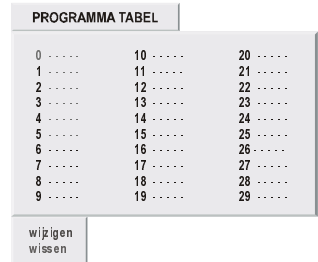 PROGRAMMA TABEL
0 ----- 10 ----- 20 -----
1 ----- 11 ----- 21 -----
2 ----- 12 ----- 22 -----
3 ----- 13 ----- 23 -----
4 ----- 14 ----- 24 -----
5 ----- 15 ----- 25 -----
6 ----- 16 ----- 26 -----
7 ----- 17 ----- 27 -----
8 ----- 18 ----- 28 -----
9 ----- 19 ----- 29 -----
wijzigen
wissen